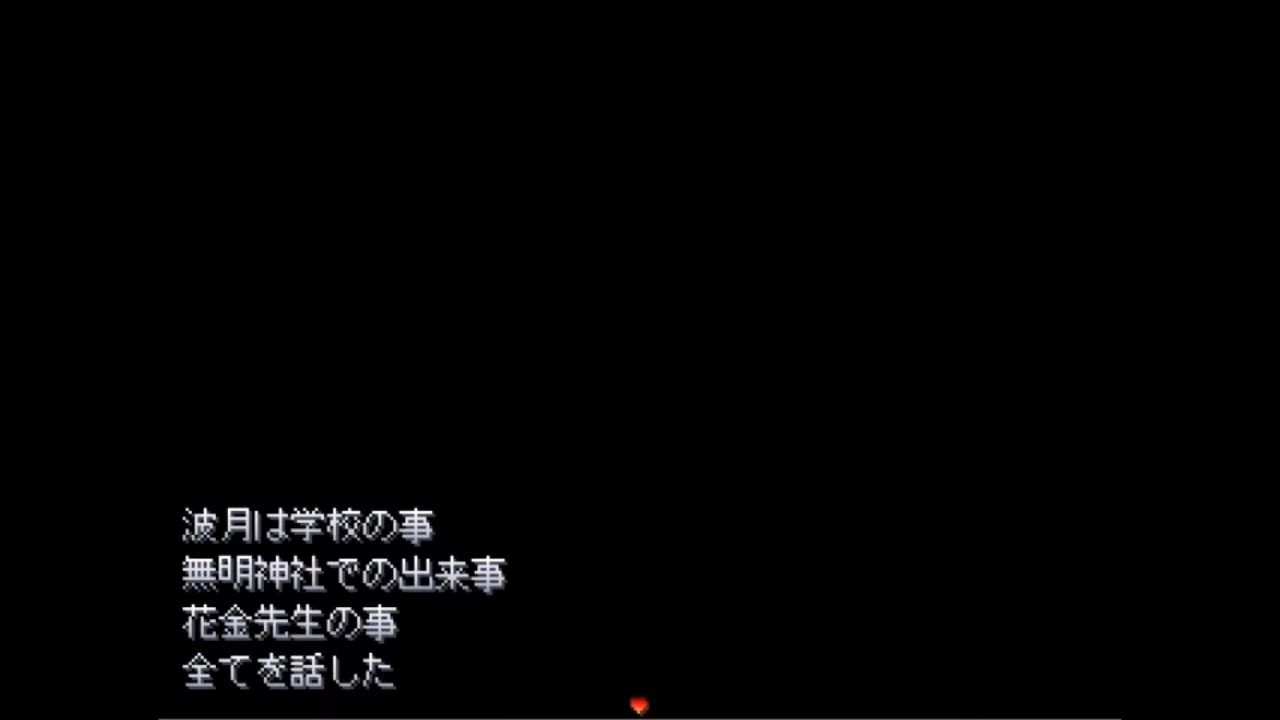 波月は学校の事
無明神社での出来事
花金先生の事
全てを話した